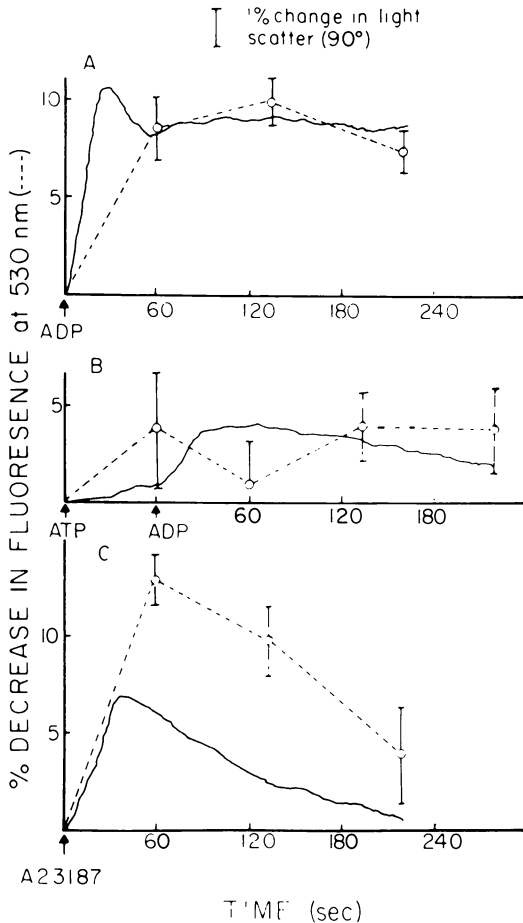 1% change in light
scatter (90°)
A
10
5
60
120
180
240
ADP
B
5
60
120
180
ATP
ADP
C
10
5
60
120
180
240
A23187
TIME (sec)
% DECREASE IN FLUORESENCE at 530 nm (----)